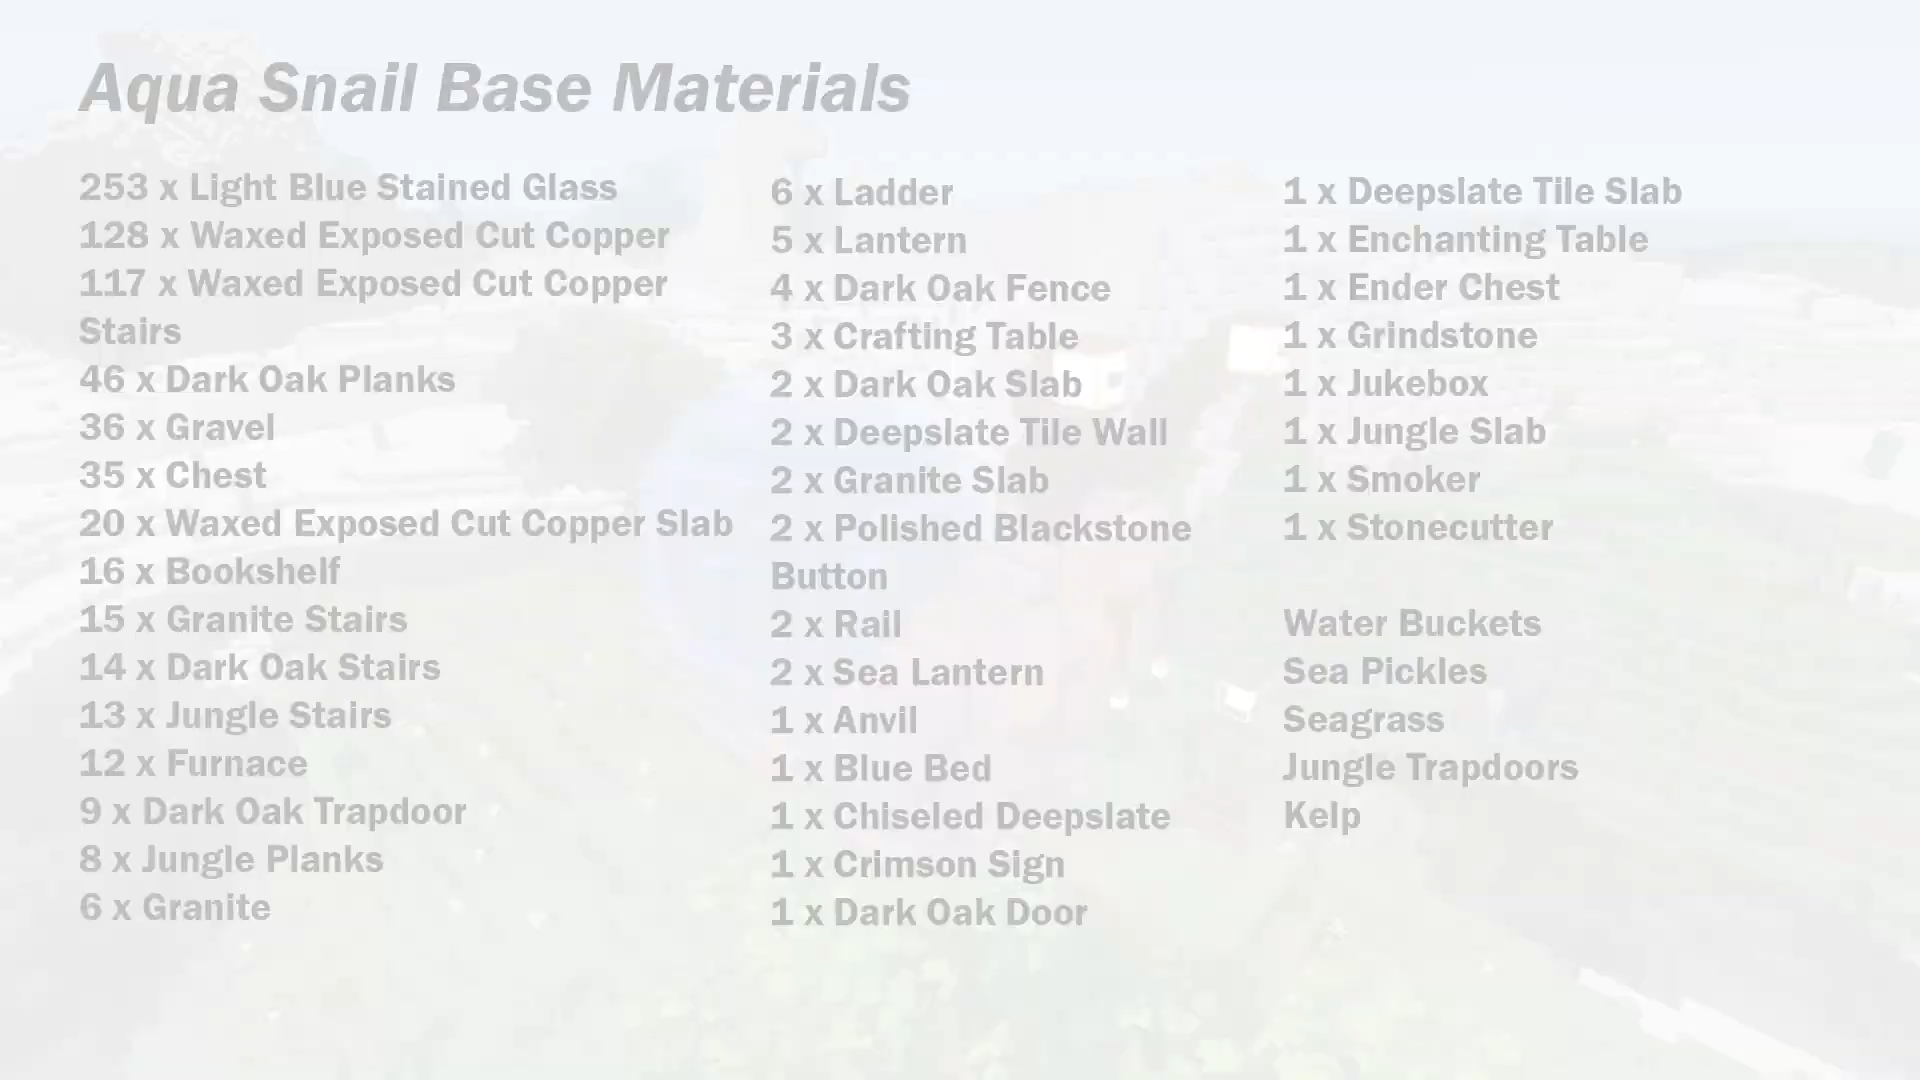 Aqua Snail Base Materials
253 x Light Blue Stained Glass
128 x Waxed Exposed Cut Copper
117 x Waxed Exposed Cut Copper
Stairs
46 x Dark Oak Planks
36 x Gravel
35 x Chest
20 x Waxed Exposed Cut Copper Slab
16 x Bookshelf
15 x Granite Stairs
14 x Dark Oak Stairs
13 x Jungle Stairs
12 x Furnace
9 x Dark Oak Trapdoor
8 x Jungle Planks
6 x Granite
6 x Ladder
5 x Lantern
4 x Dark Oak Fence
3 x Crafting Table
2 x Dark Oak Slab
2 x Deepslate Tile Wall
2 x Granite Slab
2 x Polished Blackstone
Button
2 x Rail
2 x Sea Lantern
1 x Anvil
1 x Blue Bed
1 x Chiseled Deepslate
1 x Crimson Sign
1 x Dark Oak Door
1 x Deepslate Tile Slab
1 x Enchanting Table
1 x Ender Chest
1 x Grindstone
1 x Jukebox
1 x Jungle Slab
1 x Smoker
1 x Stonecutter
Water Buckets
Sea Pickles
Seagrass
Jungle Trapdoors
Kelp